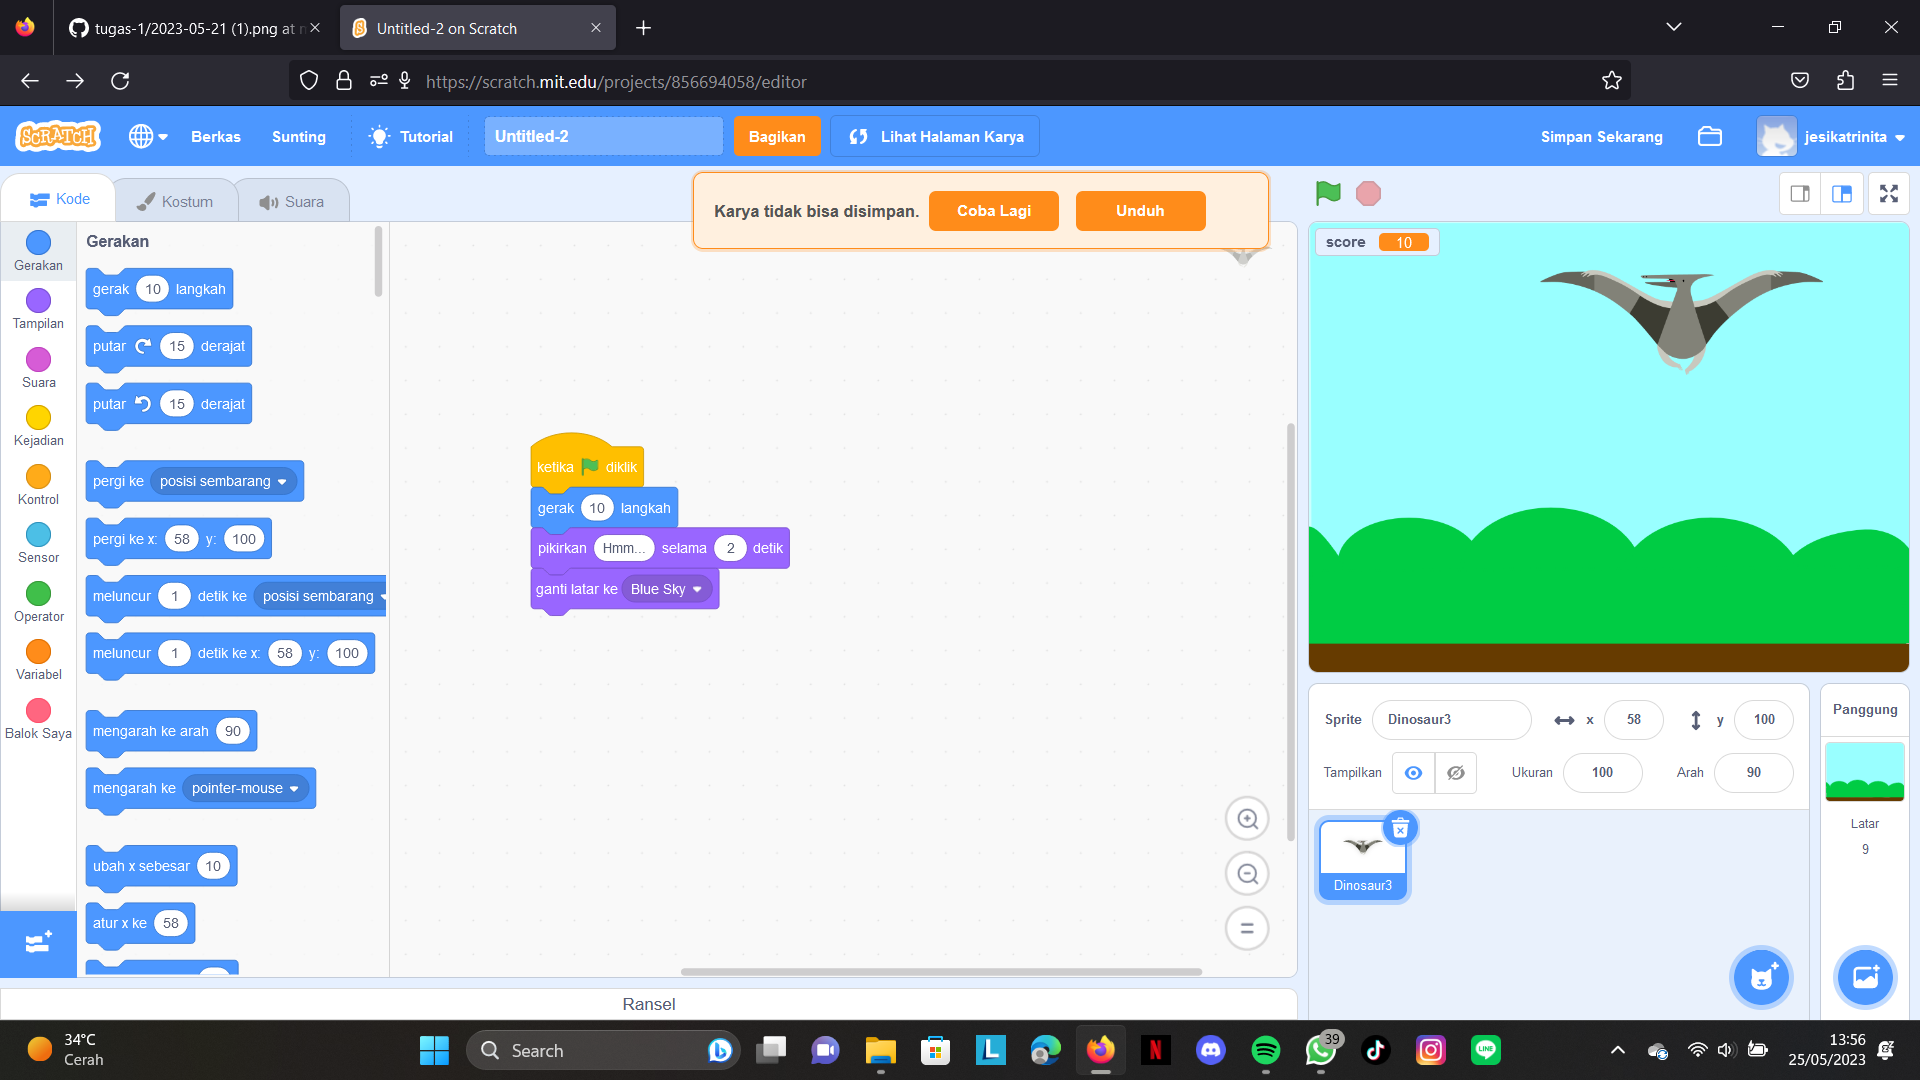 tugas-1/2023-05-21 (1).png at
Untitled-2 on Scratch
https://scratch.mit.edu/projects/856694058/editor
SCRATCH
Berkas
Sunting
Tutorial
Untitled-2
Bagikan
Lihat Halaman Karya
Simpan Sekarang
jesikatrinita
Kode
Kostum
Suara
Karya tidak bisa disimpan.
Coba Lagi
Unduh
Gerakan
Tampilan
Suara
Kejadian
Kontrol
Sensor
Operator
Variabel
Balok Saya
Gerakan
gerak 10 langkah
putar 15 derajat
putar 15 derajat
pergi ke posisi sembarang
pergi ke x: 58 y: 100
meluncur 1 detik ke posisi sembarang
meluncur 1 detik ke x: 58 y: 100
mengarah ke arah 90
mengarah ke pointer-mouse
ubah x sebesar 10
atur x ke 58
ketika diklik
gerak 10 langkah
pikirkan Hmm... selama 2 detik
ganti latar ke Blue Sky
score 10
Sprite Dinosaur3 x 58 y 100
Tampilkan Ukuran 100 Arah 90
Dinosaur3
Panggung
Latar
9
Ransel
34°C
Cerah
Search
39
13:56
25/05/2023